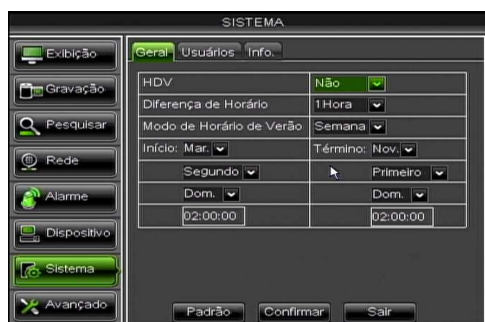 SISTEMA
Exibição
Gravação
Pesquisar
Rede
Alarme
Dispositivo
Sistema
Avançado
Geral Usuários Info.
HDV Não
Diferença de Horário 1Hora
Modo de Horário de Verão Semana
Início: Mar. Término: Nov.
Segundo Primeiro
Dom. Dom.
02:00:00 02:00:00
Padrão Confirmar Sair